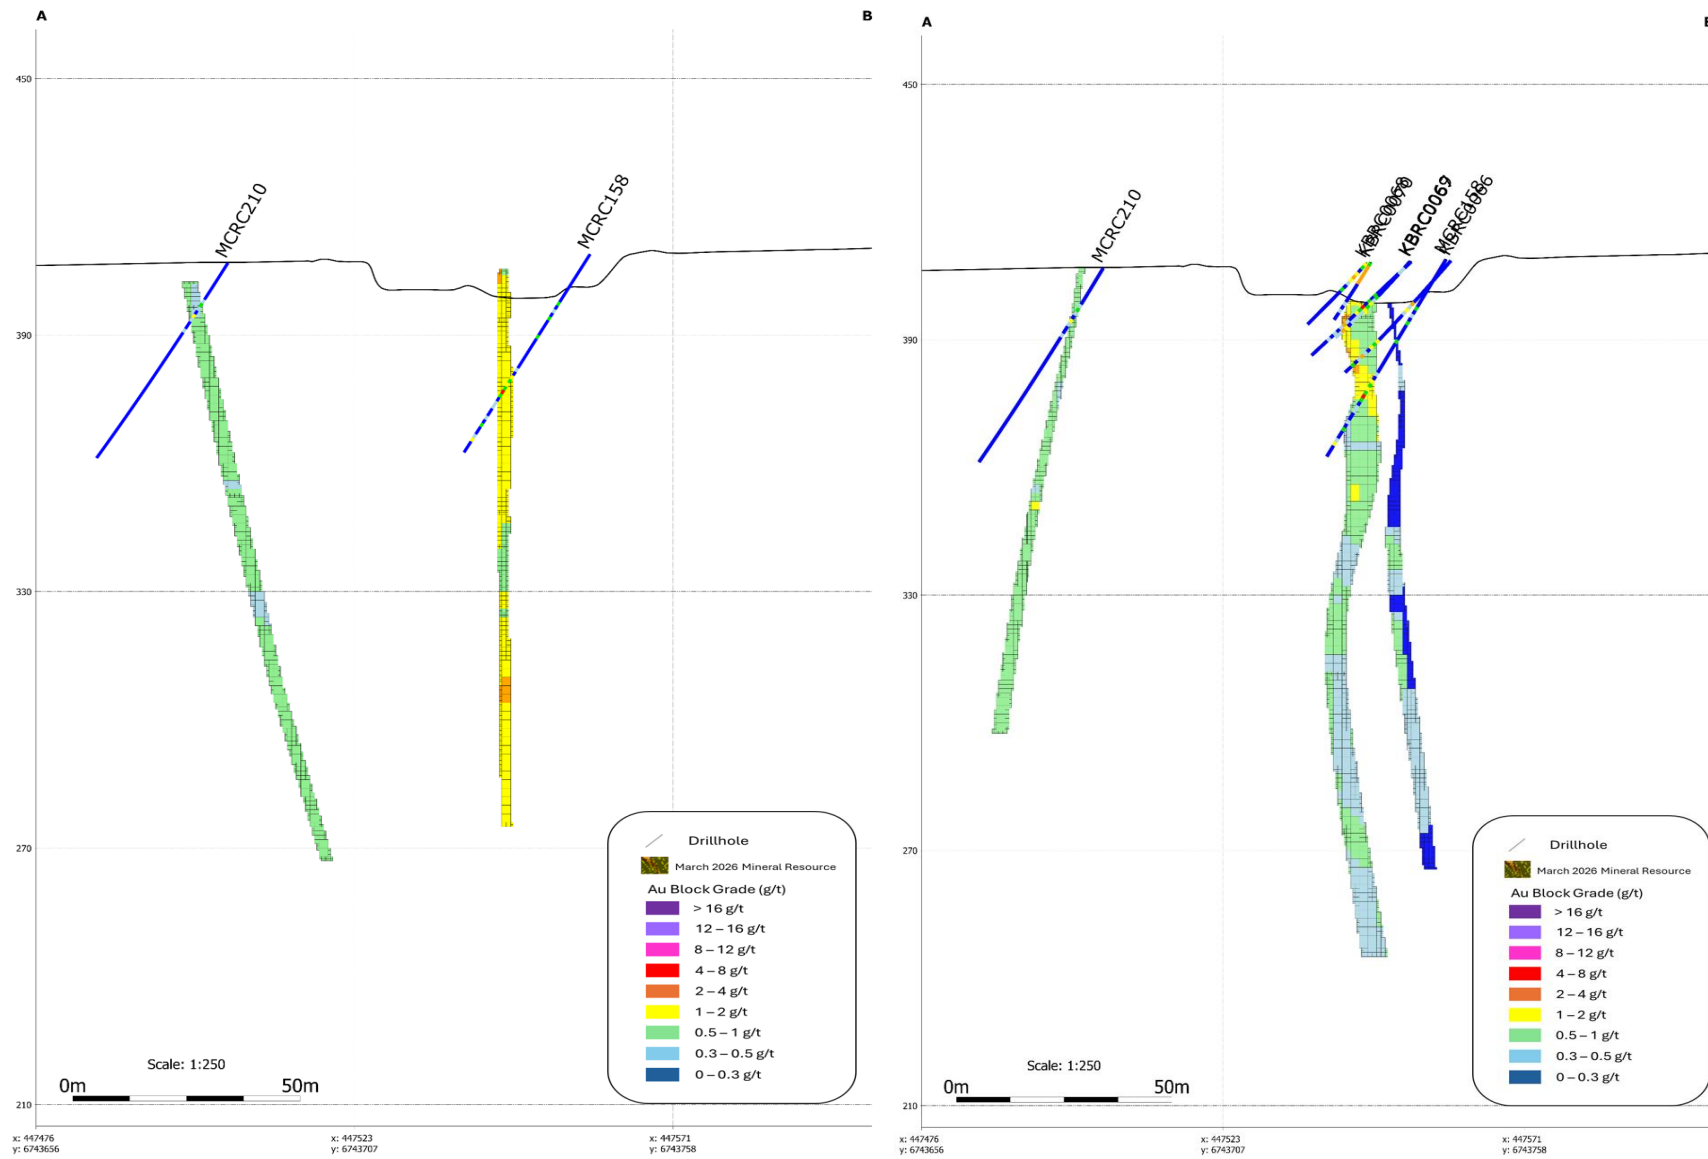 A
B
450
MCRC210
MCRC158
390
330
270
210
Drillhole
March 2026 Mineral Resource
Au Block Grade (g/t)
> 16 g/t
12 – 16 g/t
8 – 12 g/t
4 – 8 g/t
2 – 4 g/t
1 – 2 g/t
0.5 – 1 g/t
0.3 – 0.5 g/t
0 – 0.3 g/t
Scale: 1:250
0m 50m
x: 447476 x: 447523 x: 447571
y: 6743656 y: 6743707 y: 6743758
A
450
MCRC210
KBRC0069
MCRC158
390
330
270
210
Drillhole
March 2026 Mineral Resource
Au Block Grade (g/t)
> 16 g/t
12 – 16 g/t
8 – 12 g/t
4 – 8 g/t
2 – 4 g/t
1 – 2 g/t
0.5 – 1 g/t
0.3 – 0.5 g/t
0 – 0.3 g/t
Scale: 1:250
0m 50m
x: 447476 x: 447523 x: 447571
y: 6743656 y: 6743707 y: 6743758